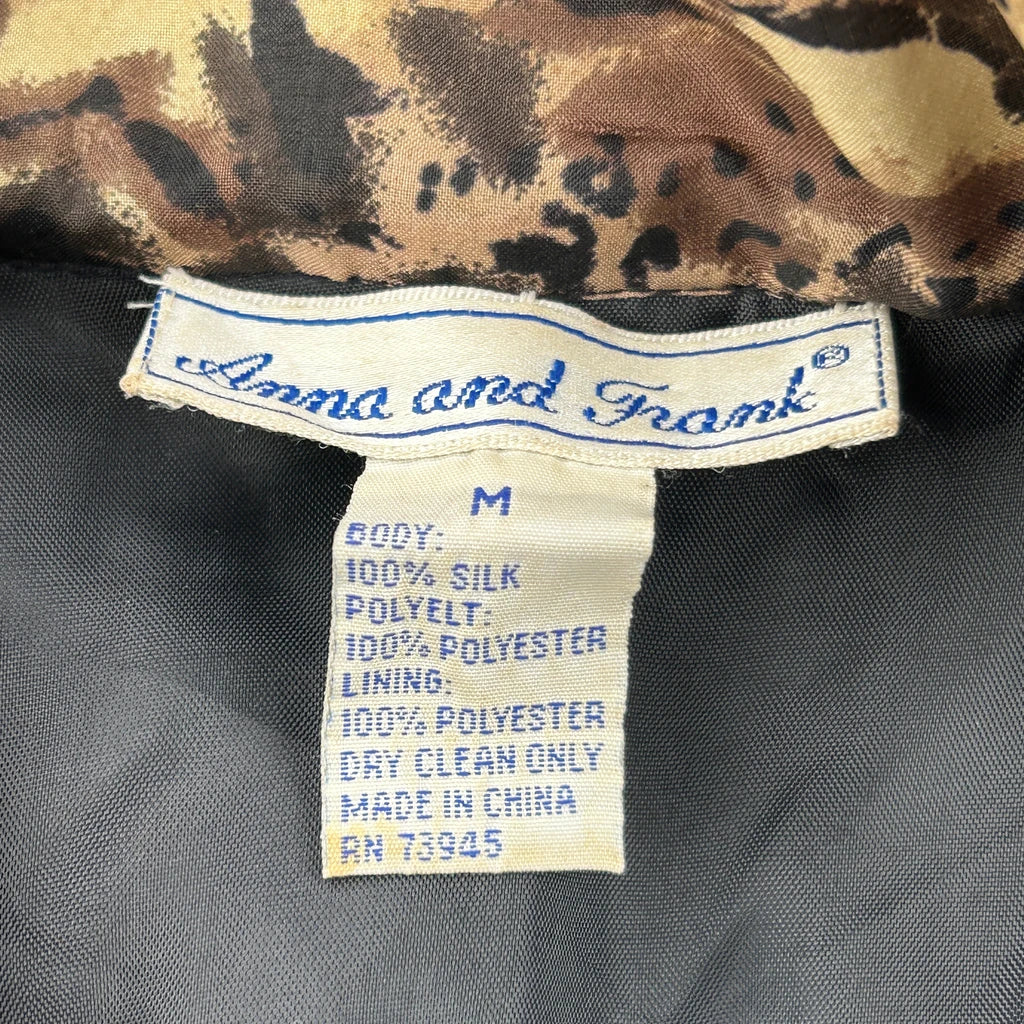 Anna and Frank®
M
BODY:
100% SILK
POLYELT:
100% POLYESTER
LINING:
100% POLYESTER
DRY CLEAN ONLY
MADE IN CHINA
RN 73945